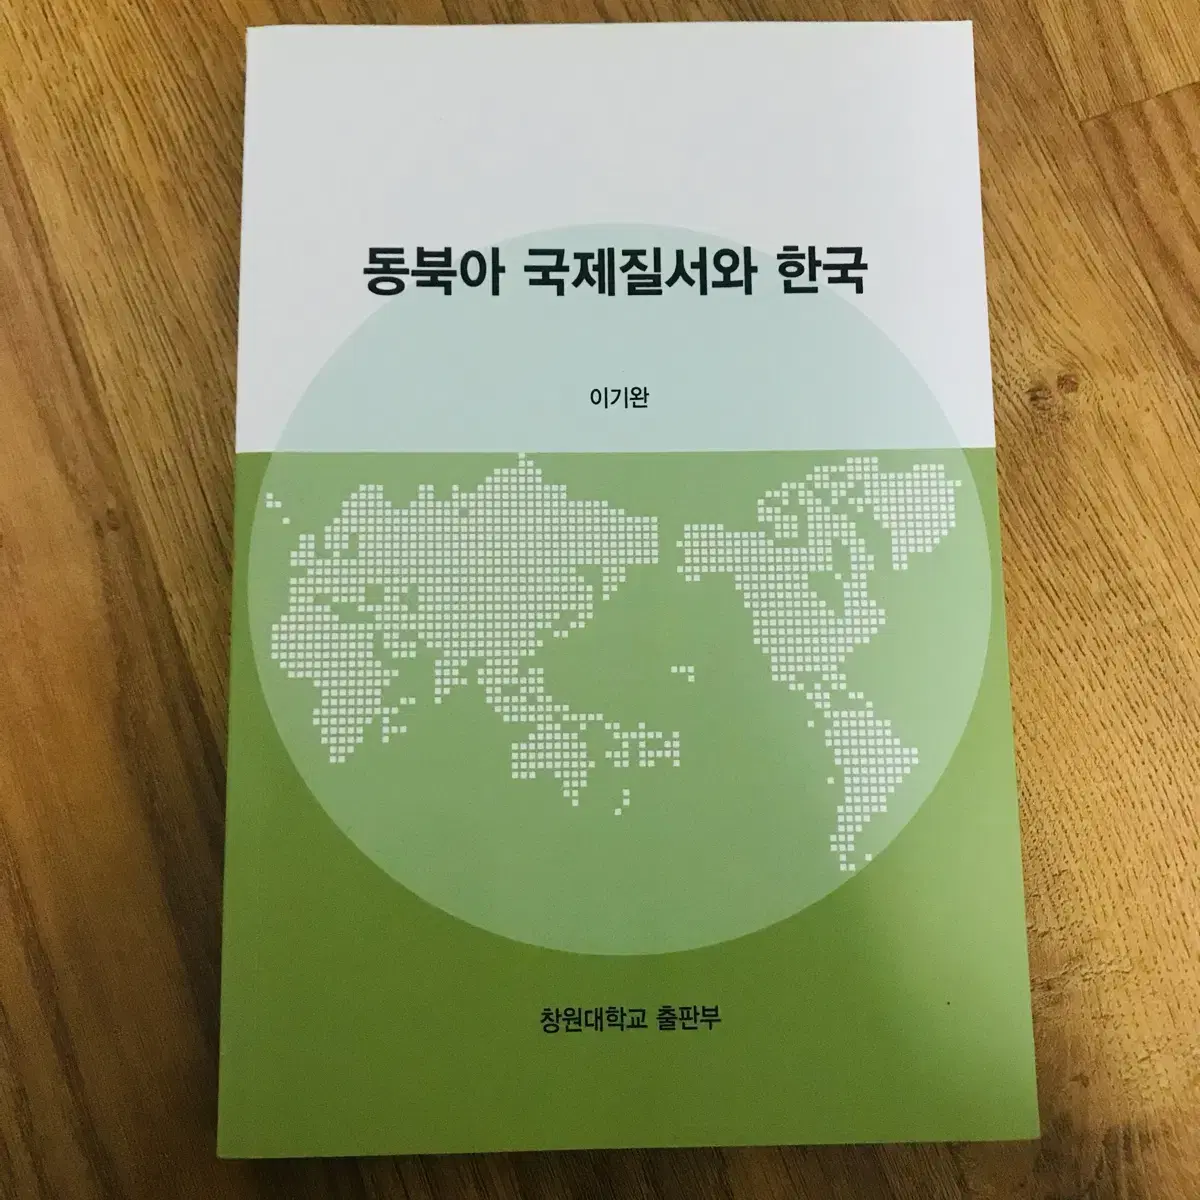 동북아 국제질서와 한국
이기완
창원대학교 출판부